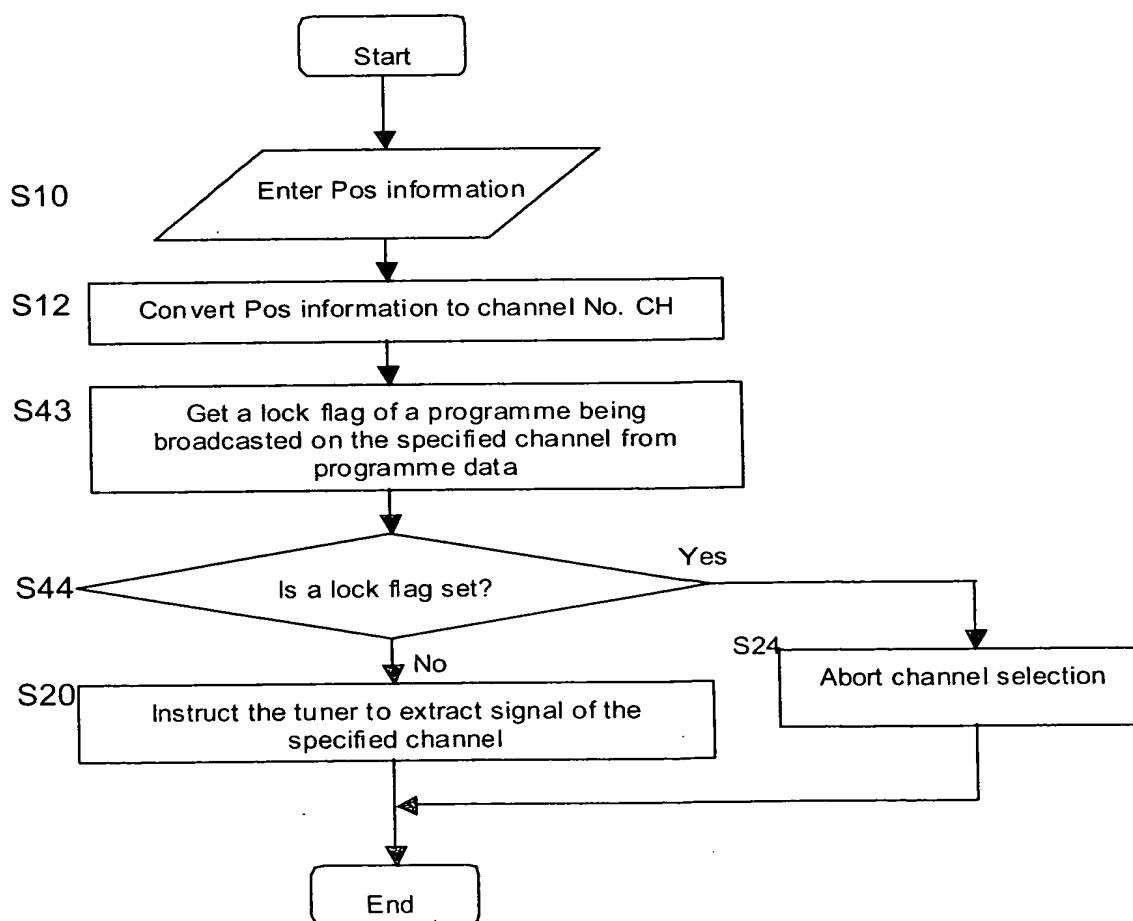 Start
S10
Enter Pos information
S12
Convert Pos information to channel No. CH
S43
Get a lock flag of a programme being
broadcasted on the specified channel from
programme data
S44
Is a lock flag set?
Yes
No
S24
Abort channel selection
S20
Instruct the tuner to extract signal of the
specified channel
End